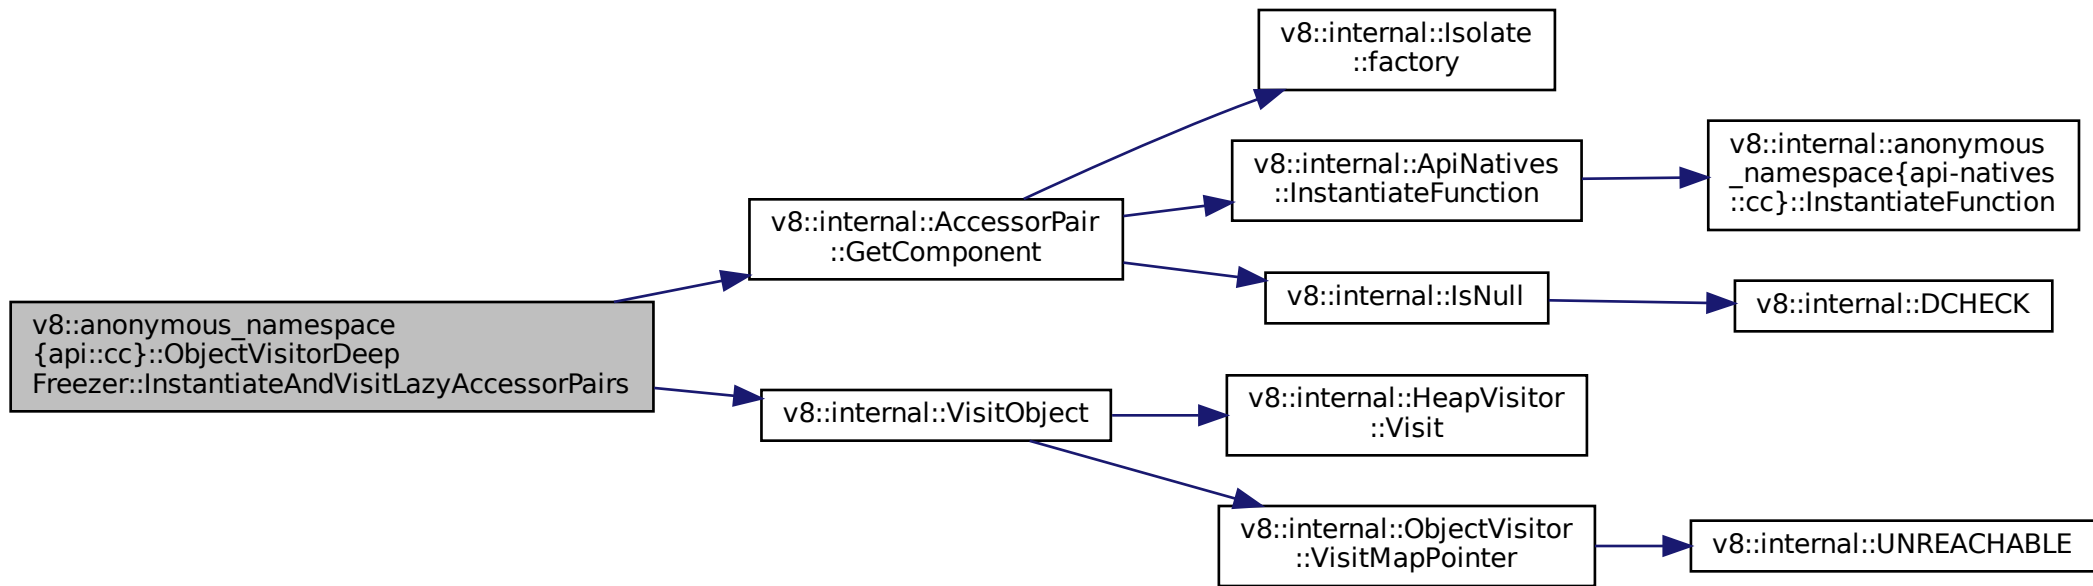 v8::internal::Isolate
::factory
v8::internal::anonymous
_namespace{api-natives
::cc}::InstantiateFunction
v8::internal::ApiNatives
::InstantiateFunction
v8::internal::AccessorPair
::GetComponent
v8::internal::IsNull
v8::internal::DCHECK
v8::anonymous_namespace
{api::cc}::ObjectVisitorDeep
Freezer::InstantiateAndVisitLazyAccessorPairs
v8::internal::VisitObject
v8::internal::HeapVisitor
::Visit
v8::internal::ObjectVisitor
::VisitMapPointer
v8::internal::UNREACHABLE